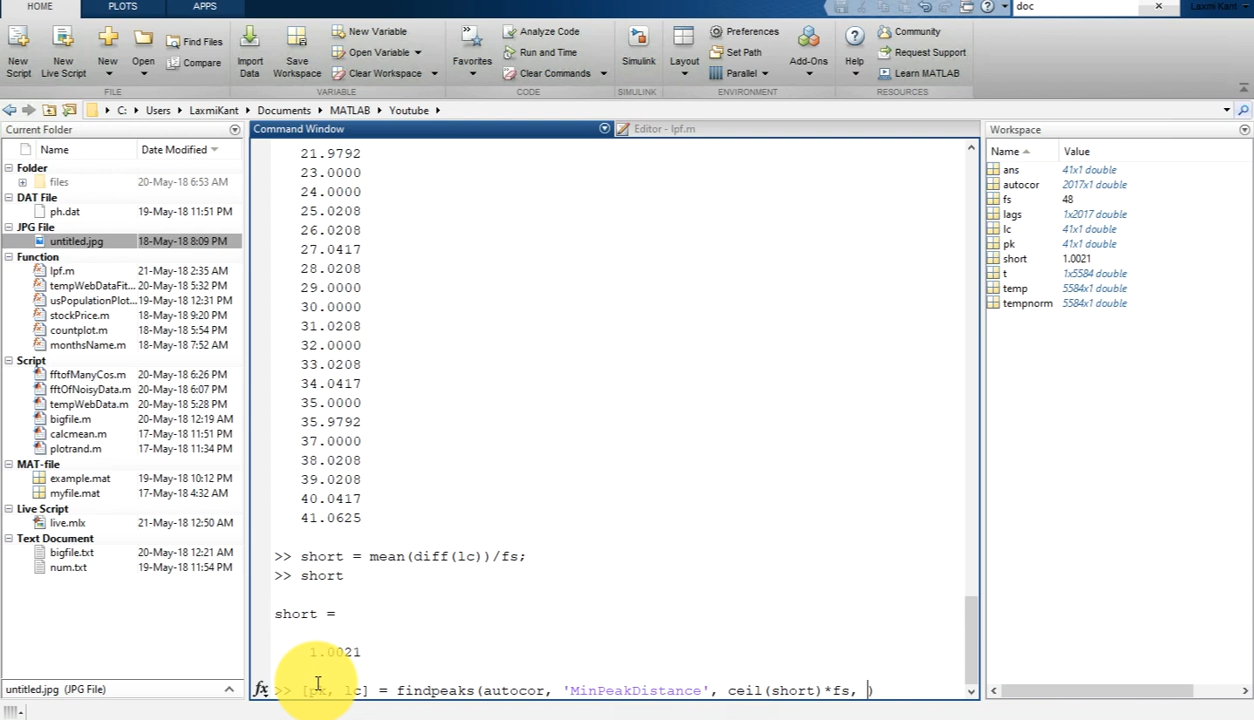 HOME PLOTS APPS doc Laxmi Kant
New Script New Live Script New Open Find Files Compare Import Data Save Workspace New Variable Open Variable Clear Workspace Favorites Analyze Code Run and Time Clear Commands Simulink Layout Preferences Set Path Parallel Add-Ons Help Community Request Support Learn MATLAB
FILE VARIABLE CODE SIMULINK ENVIRONMENT RESOURCES
C: Users LaxmiKant Documents MATLAB Youtube
Current Folder
Name Date Modified
Folder
files 20-May-18 6:53 AM
DAT File
ph.dat 19-May-18 11:51 PM
JPG File
untitled.jpg 18-May-18 8:09 PM
Function
lpf.m 21-May-18 2:35 AM
tempWebDataFit... 20-May-18 5:32 PM
usPopulationPlot... 19-May-18 12:31 PM
stockPrice.m 18-May-18 9:20 PM
countplot.m 18-May-18 5:54 PM
monthsName.m 18-May-18 7:52 AM
Script
fftofManyCos.m 20-May-18 6:26 PM
fftOfNoisyData.m 20-May-18 6:07 PM
tempWebData.m 20-May-18 5:28 PM
bigfile.m 20-May-18 12:19 AM
calcmean.m 17-May-18 11:51 PM
plotrand.m 17-May-18 11:34 PM
MAT-file
example.mat 19-May-18 10:12 PM
myfile.mat 17-May-18 4:32 AM
Live Script
live.mlx 21-May-18 12:50 AM
Text Document
bigfile.txt 20-May-18 12:21 AM
num.txt 19-May-18 11:54 PM
untitled.jpg (JPG File)
Command Window Editor - lpf.m
21.9792
23.0000
24.0000
25.0208
26.0208
27.0417
28.0208
29.0000
30.0000
31.0208
32.0000
33.0208
34.0417
35.0000
35.9792
37.0000
38.0208
39.0208
40.0417
41.0625
>> short = mean(diff(lc))/fs;
>> short
short =
1.0021
fx >> [pk, lc] = findpeaks(autocor, 'MinPeakDistance', ceil(short)*fs, )
Workspace
Name Value
ans 41x1 double
autocor 2017x1 double
fs 48
lags 1x2017 double
lc 41x1 double
pk 41x1 double
short 1.0021
t 1x5584 double
temp 5584x1 double
tempnorm 5584x1 double